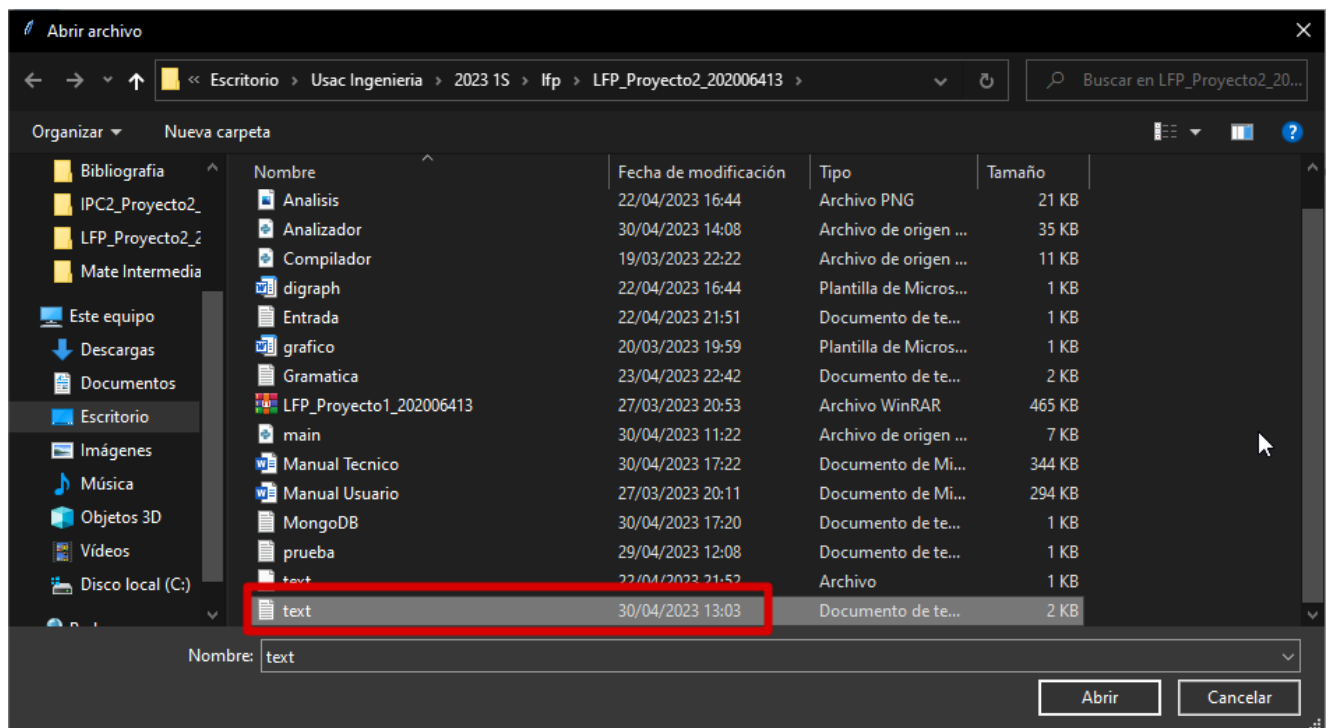 Abrir archivo
« Escritorio › Usac Ingenieria › 2023 1S › lfp › LFP_Proyecto2_202006413 ›
Buscar en LFP_Proyecto2_20...
Organizar Nueva carpeta
Bibliografia
IPC2_Proyecto2_
LFP_Proyecto2_2
Mate Intermedia
Este equipo
Descargas
Documentos
Escritorio
Imágenes
Música
Objetos 3D
Vídeos
Disco local (C:)
Nombre Fecha de modificación Tipo Tamaño
Analisis 22/04/2023 16:44 Archivo PNG 21 KB
Analizador 30/04/2023 14:08 Archivo de origen ... 35 KB
Compilador 19/03/2023 22:22 Archivo de origen ... 11 KB
digraph 22/04/2023 16:44 Plantilla de Micros... 1 KB
Entrada 22/04/2023 21:51 Documento de te... 1 KB
grafico 20/03/2023 19:59 Plantilla de Micros... 1 KB
Gramatica 23/04/2023 22:42 Documento de te... 2 KB
LFP_Proyecto1_202006413 27/03/2023 20:53 Archivo WinRAR 465 KB
main 30/04/2023 11:22 Archivo de origen ... 7 KB
Manual Tecnico 30/04/2023 17:22 Documento de Mi... 344 KB
Manual Usuario 27/03/2023 20:11 Documento de Mi... 294 KB
MongoDB 30/04/2023 17:20 Documento de te... 1 KB
prueba 29/04/2023 12:08 Documento de te... 1 KB
text 22/04/2023 21:52 Archivo 1 KB
text 30/04/2023 13:03 Documento de te... 2 KB
Nombre: text
Abrir Cancelar